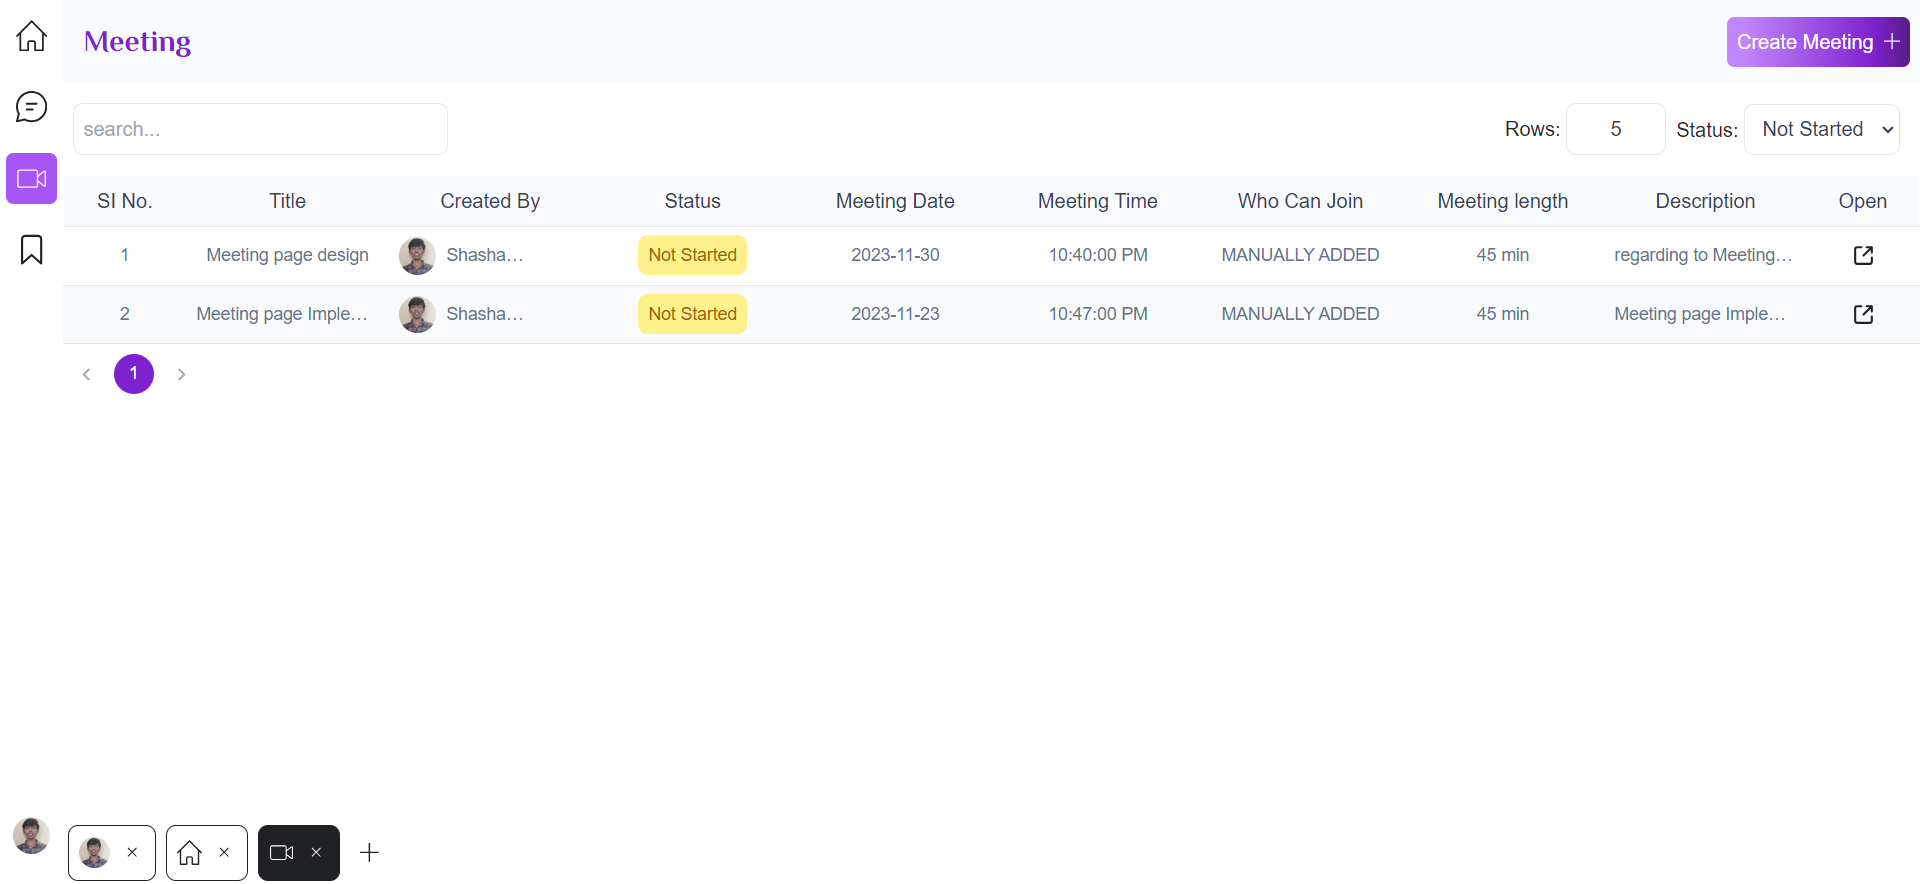 Meeting
Create Meeting
search...
Rows: 5 Status: Not Started
SI No. Title Created By Status Meeting Date Meeting Time Who Can Join Meeting length Description Open
1 Meeting page design Shasha... Not Started 2023-11-30 10:40:00 PM MANUALLY ADDED 45 min regarding to Meeting...
2 Meeting page Imple... Shasha... Not Started 2023-11-23 10:47:00 PM MANUALLY ADDED 45 min Meeting page Imple...
1